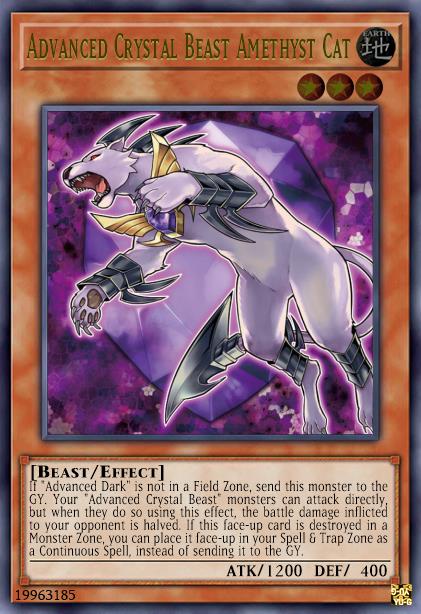 Advanced Crystal Beast Amethyst Cat
EARTH
地
[Beast/Effect]
If "Advanced Dark" is not in a Field Zone, send this monster to the
GY. Your "Advanced Crystal Beast" monsters can attack directly,
but when they do so using this effect, the battle damage inflicted
to your opponent is halved. If this face-up card is destroyed in a
Monster Zone, you can place it face-up in your Spell & Trap Zone as
a Continuous Spell, instead of sending it to the GY.
ATK/1200 DEF/ 400
19963185